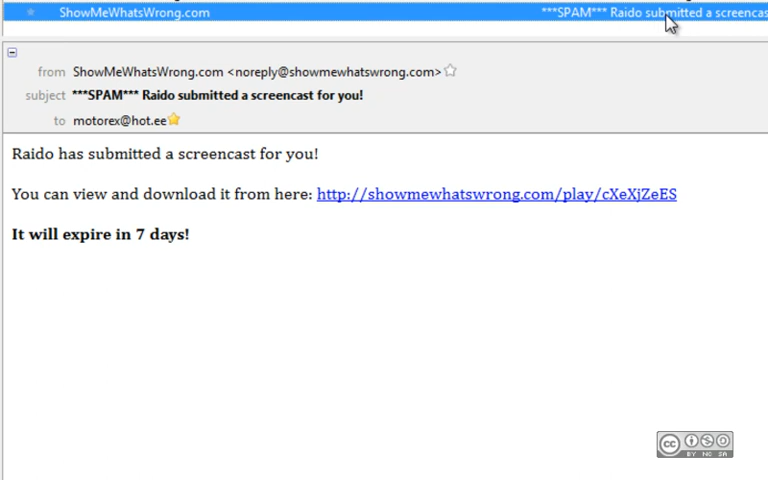 ShowMeWhatsWrong.com ***SPAM*** Raido submitted a screencas
from ShowMeWhatsWrong.com <noreply@showmewhatswrong.com>
subject ***SPAM*** Raido submitted a screencast for you!
to motorex@hot.ee
Raido has submitted a screencast for you!
You can view and download it from here: http://showmewhatswrong.com/play/cXeXjZeES
It will expire in 7 days!
cc
BY NC SA